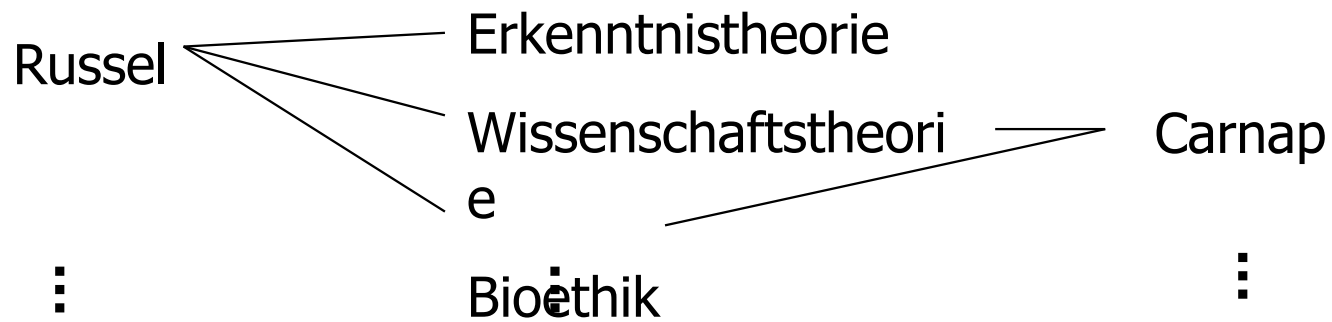 Russel
Erkenntnistheorie
Wissenschaftstheori
e
Carnap
Bioethik